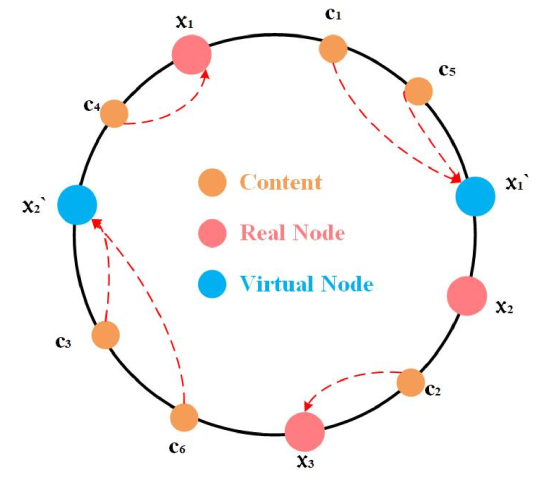 x₁
c₁
c₅
c₄
Content
x₁`
x₂`
Real Node
Virtual Node
x₂
c₃
c₂
c₆
x₃